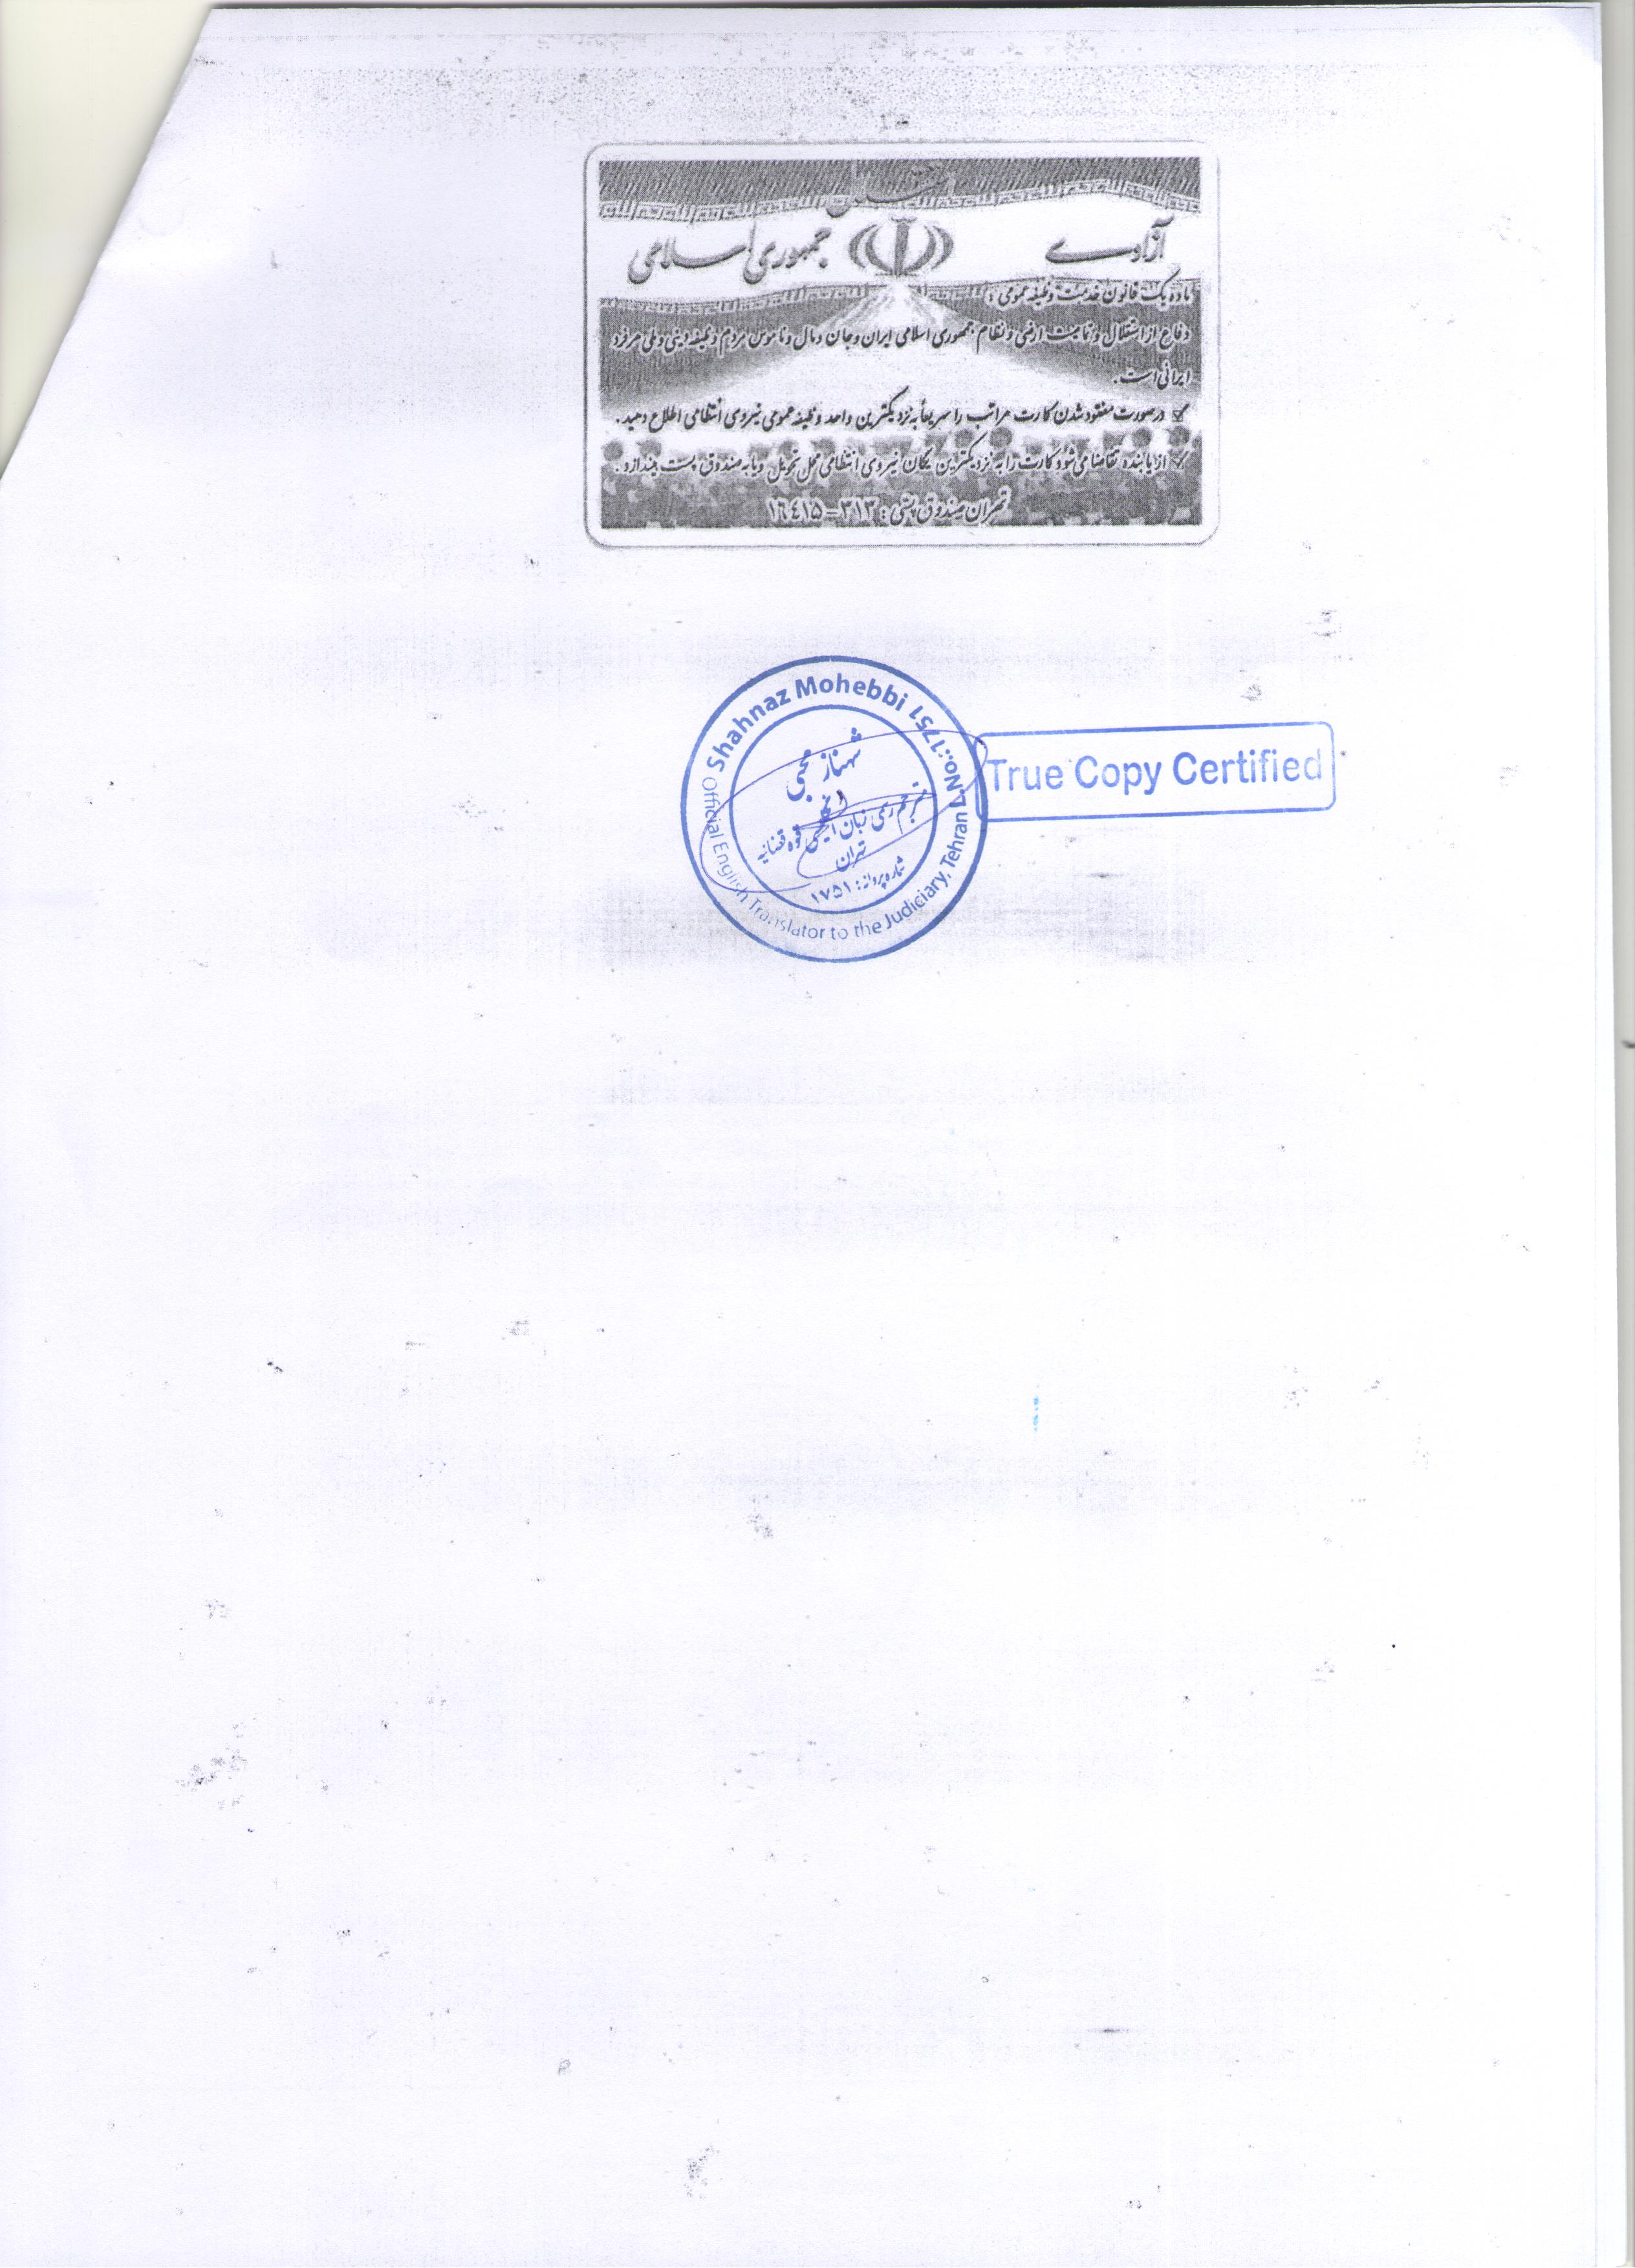 استقلال
آزادی جمهوری اسلامی
ماده یک قانون خدمت وظیفه عمومی :
دفاع از استقلال و تمامیت ارضی و نظام جمهوری اسلامی ایران و جان و مال و ناموس مردم وظیفه دینی و ملی هر فرد
ایرانی است.
در صورت مفقود شدن کارت مراتب را سریعاً به نزدیکترین واحد وظیفه عمومی نیروی انتظامی اطلاع دهید.
از یابنده تقاضا می شود کارت را به نزدیکترین یگان نیروی انتظامی محل تحویل و یا به صندوق پست بیندازد.
تهران صندوق پستی : ۳۱۳-۱۶۴۱۵
Shahnaz Mohebbi L No.:1751
Official English Translator to the Judiciary, Tehran
شهناز محبی
مترجم رسمی زبان انگلیسی قوه قضائیه
تهران
شماره پروانه : ۱۷۵۱
True Copy Certified